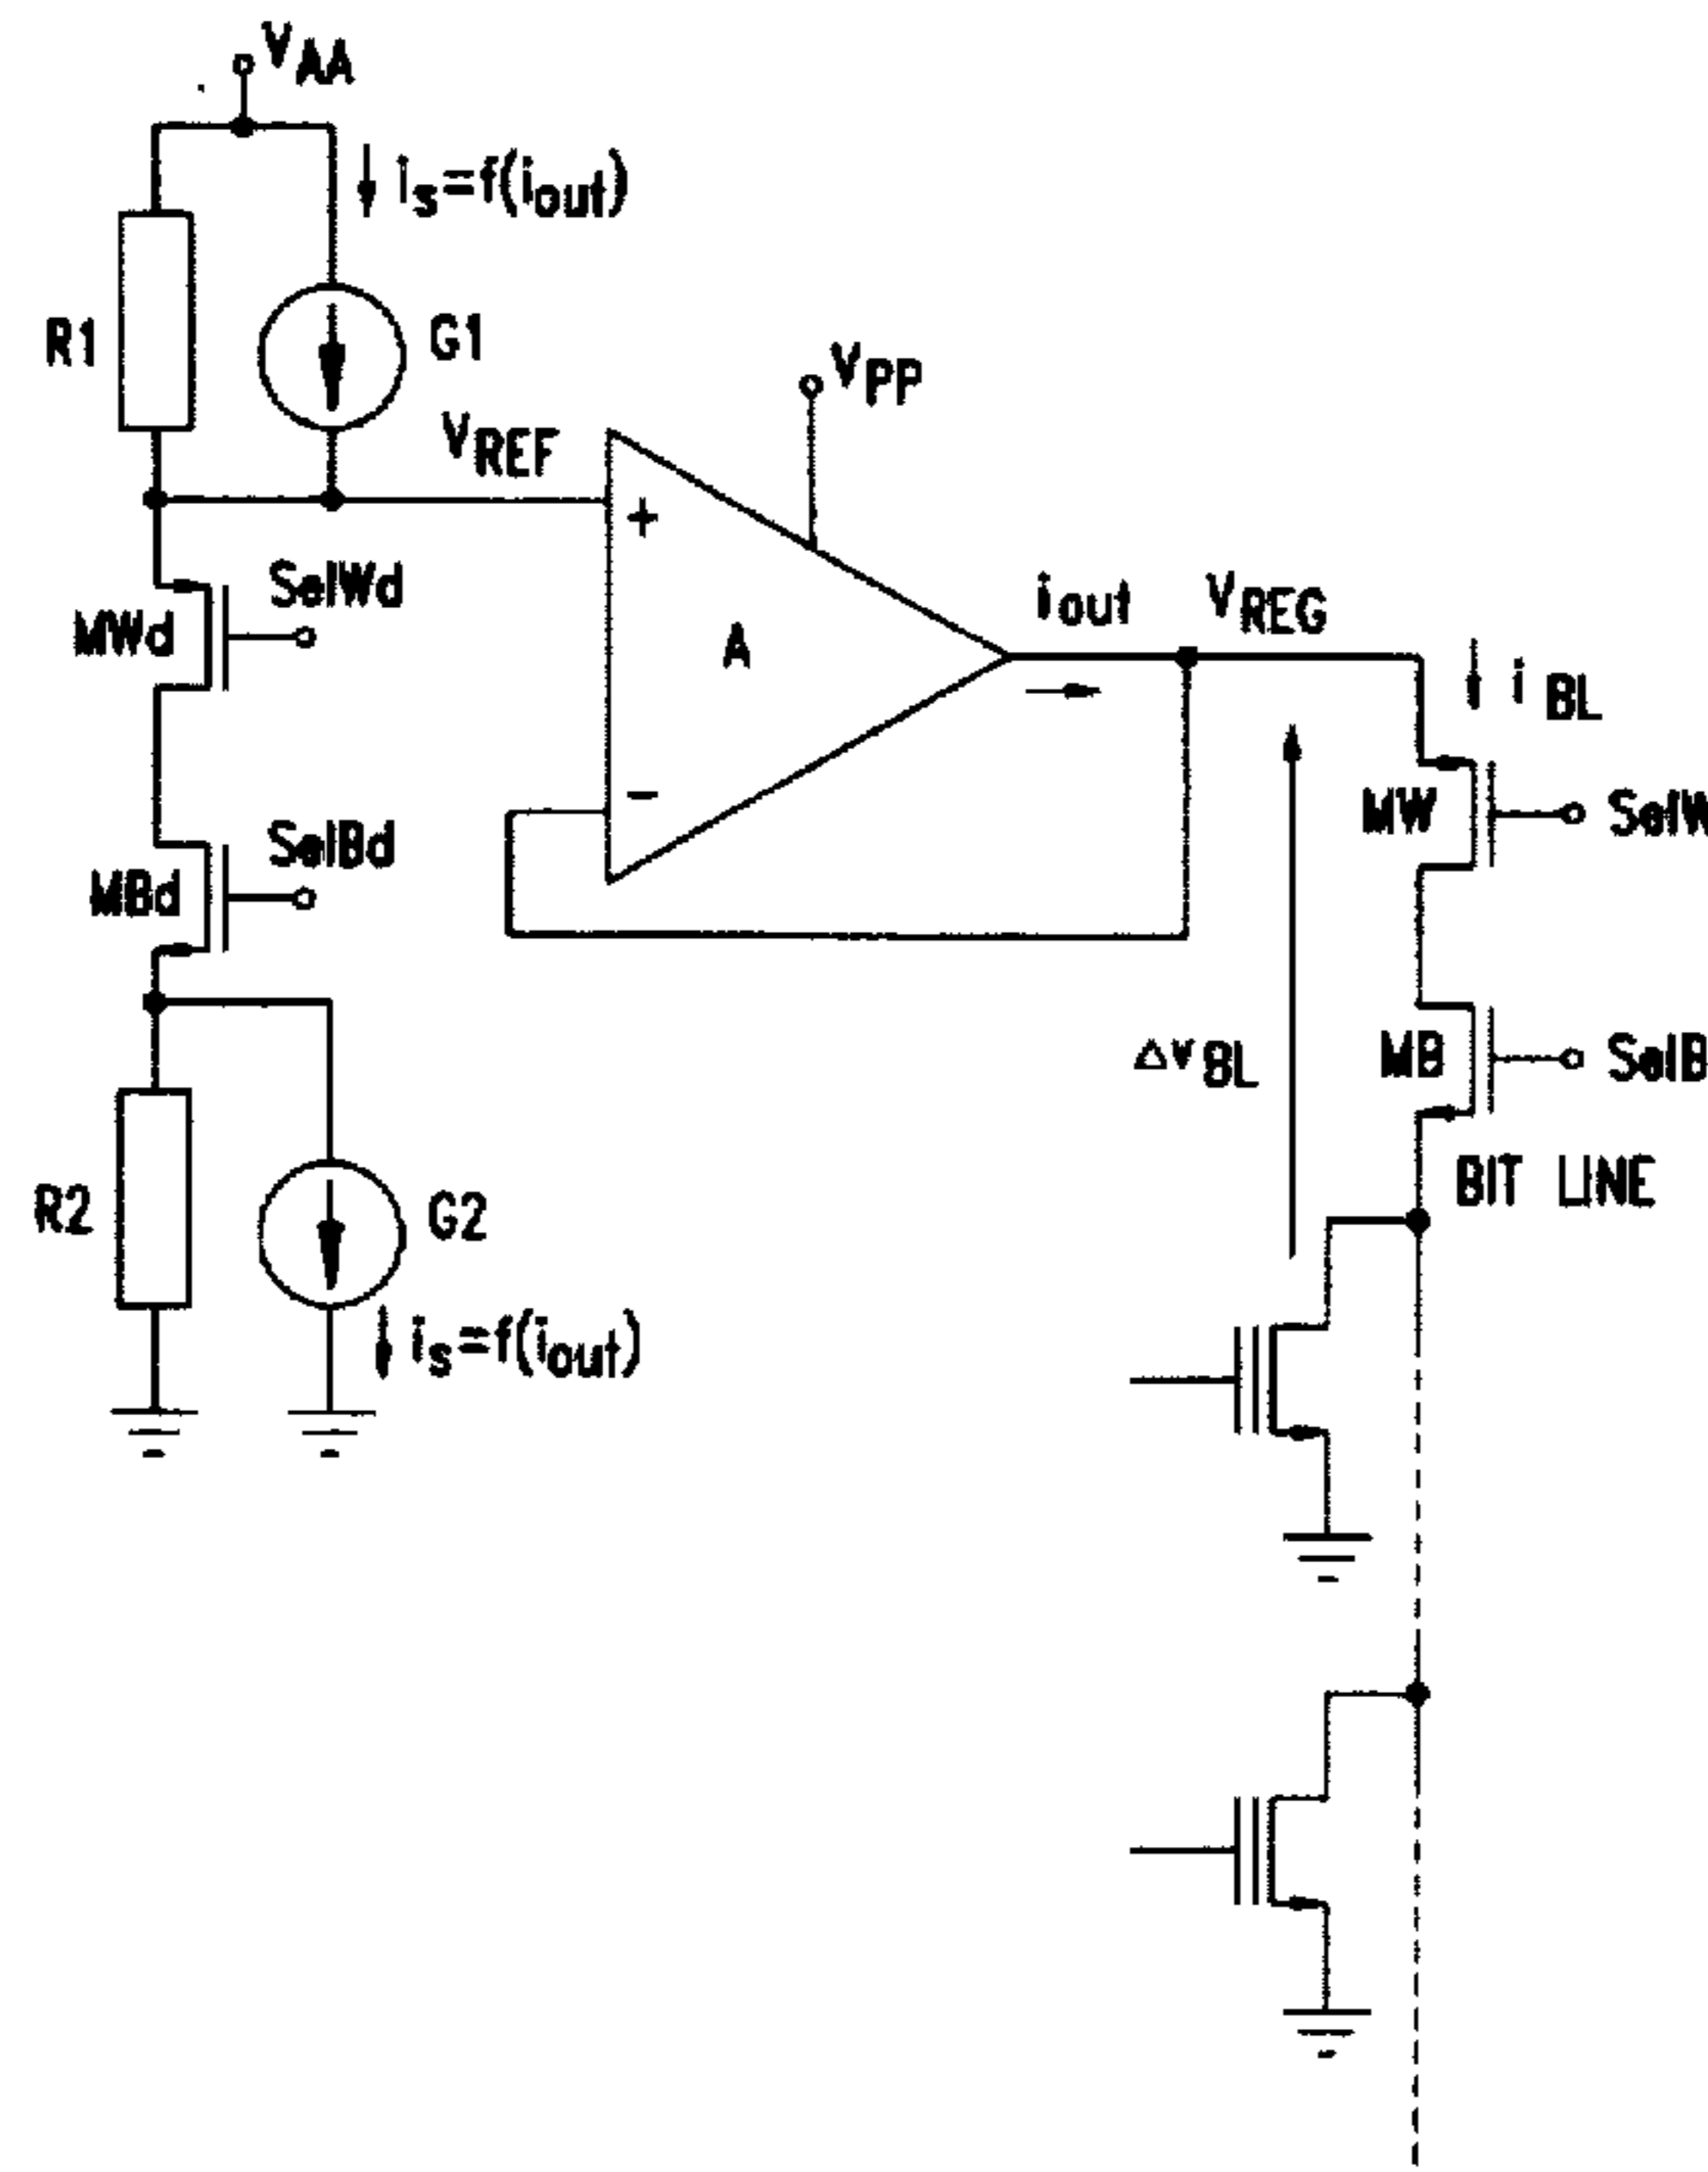 VAA
is=f(iout)
R1
G1
VREF
VPP
+
A
iout
VREG
iBL
SelWd
MWd
−
MW
SelW
SelBd
MBd
ΔvBL
MB
SelB
BIT LINE
R2
G2
is=f(iout)